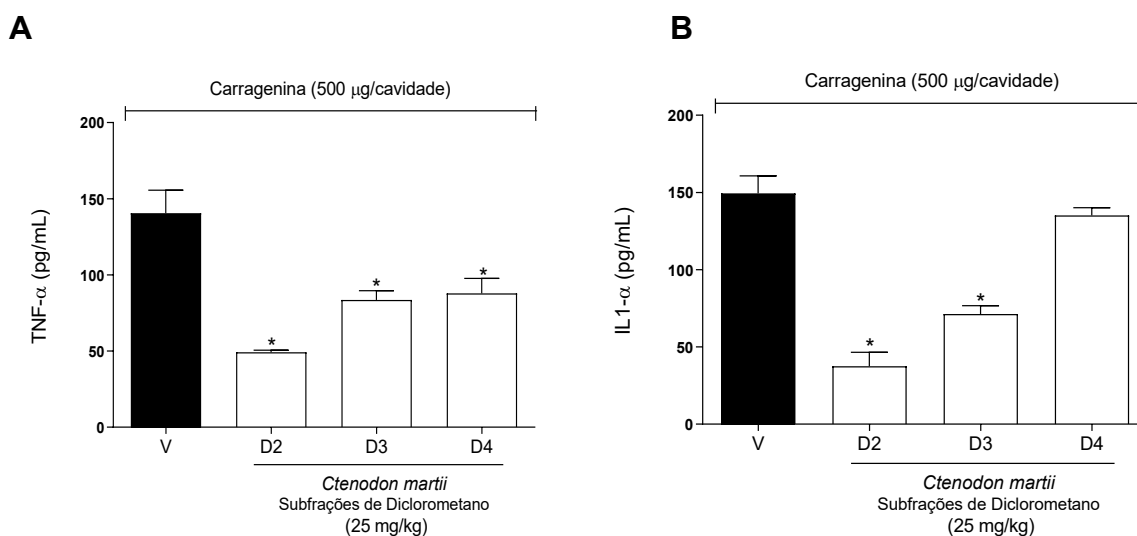 A
Carragenina (500 μg/cavidade)
200
150
100
50
0
TNF-α (pg/mL)
*
*
*
V
D2
D3
D4
Ctenodon martii
Subfrações de Diclorometano
(25 mg/kg)
B
Carragenina (500 μg/cavidade)
200
150
100
50
0
IL1-α (pg/mL)
*
*
V
D2
D3
D4
Ctenodon martii
Subfrações de Diclorometano
(25 mg/kg)